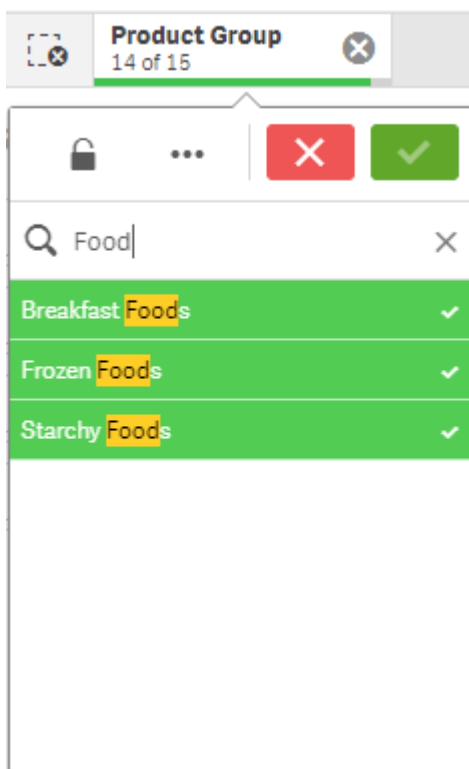 Product Group
14 of 15
Food
Breakfast Foods
Frozen Foods
Starchy Foods